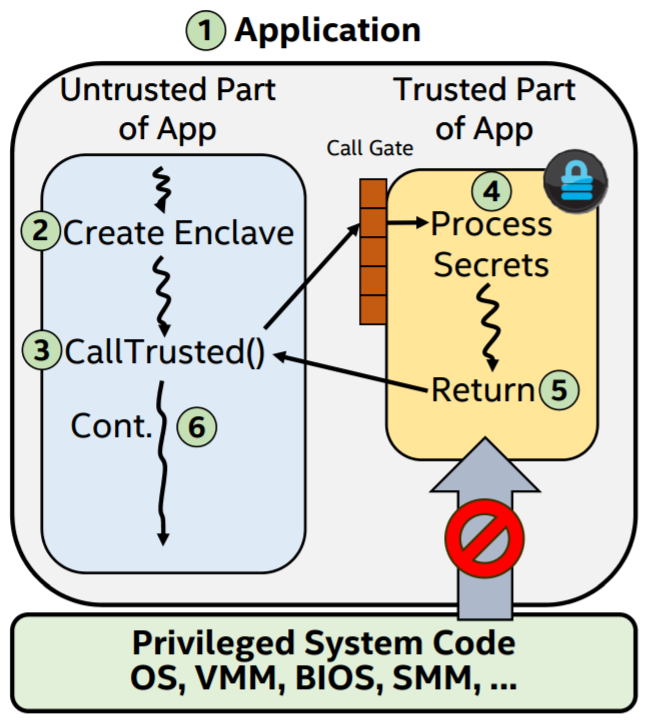 1 Application
Untrusted Part
of App
Trusted Part
of App
Call Gate
2 Create Enclave
3 CallTrusted()
Cont. 6
4
Process
Secrets
Return 5
Privileged System Code
OS, VMM, BIOS, SMM, ...